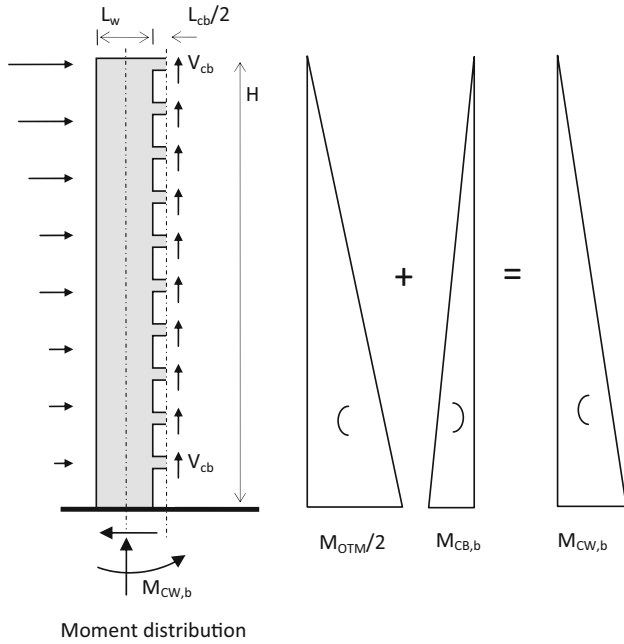 L_w
L_cb/2
V_cb
H
+
=
V_cb
M_OTM/2
M_CB,b
M_CW,b
M_CW,b
Moment distribution